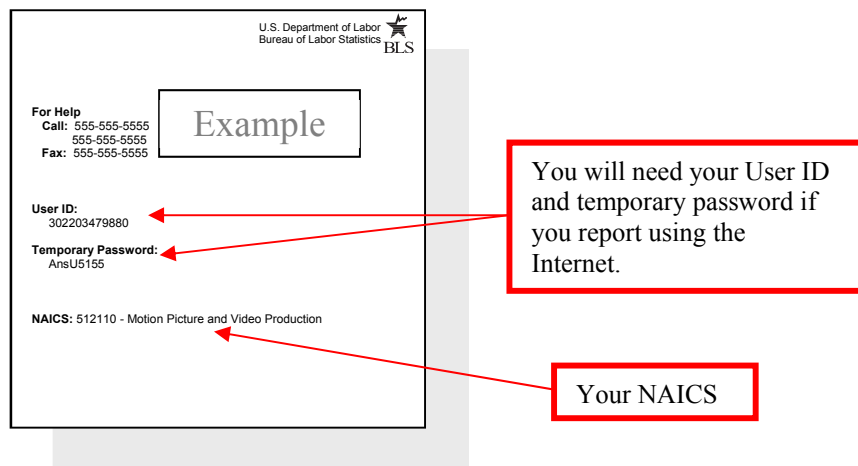 U.S. Department of Labor
Bureau of Labor Statistics
BLS
For Help
Call: 555-555-5555
555-555-5555
Fax: 555-555-5555
Example
User ID:
302203479880
Temporary Password:
AnsU5155
NAICS: 512110 - Motion Picture and Video Production
You will need your User ID
and temporary password if
you report using the
Internet.
Your NAICS